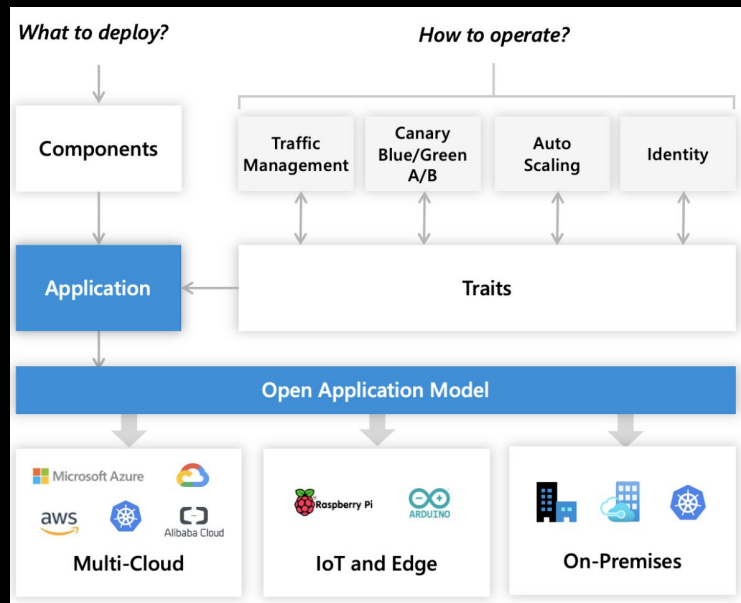 What to deploy?
How to operate?
Components
Traffic
Management
Canary
Blue/Green
A/B
Auto
Scaling
Identity
Application
Traits
Open Application Model
Microsoft Azure
aws
Alibaba Cloud
Multi-Cloud
Raspberry Pi
ARDUINO
IoT and Edge
On-Premises